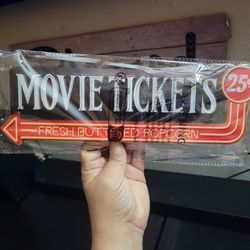 MOVIE TICKETS
25¢
FRESH BUTTERED POPCORN